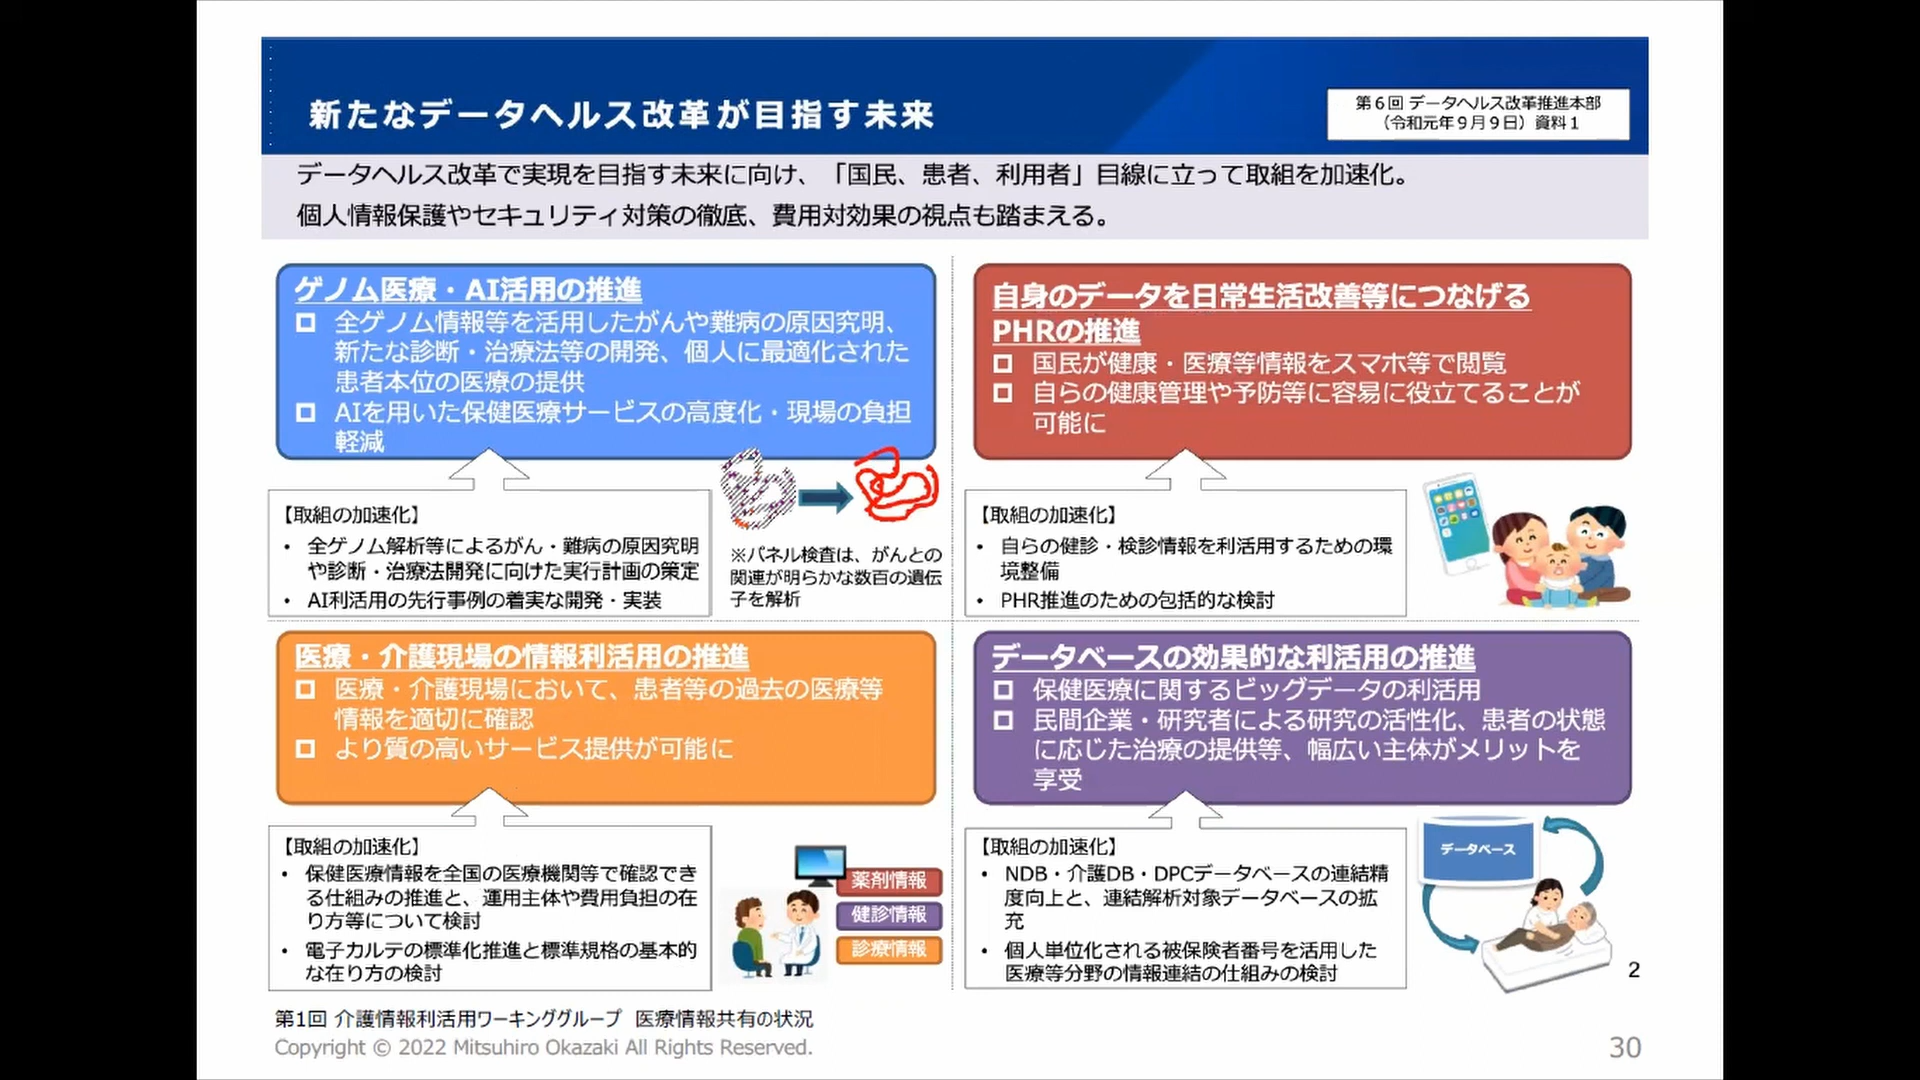 新たなデータヘルス改革が目指す未来
第6回 データヘルス改革推進本部
（令和元年９月９日）資料１
データヘルス改革で実現を目指す未来に向け、「国民、患者、利用者」目線に立って取組を加速化。
個人情報保護やセキュリティ対策の徹底、費用対効果の視点も踏まえる。
ゲノム医療・AI活用の推進
全ゲノム情報等を活用したがんや難病の原因究明、
新たな診断・治療法等の開発、個人に最適化された
患者本位の医療の提供
AIを用いた保健医療サービスの高度化・現場の負担
軽減
【取組の加速化】
・ 全ゲノム解析等によるがん・難病の原因究明
や診断・治療法開発に向けた実行計画の策定
・ AI利活用の先行事例の着実な開発・実装
※パネル検査は、がんとの
関連が明らかな数百の遺伝
子を解析
自身のデータを日常生活改善等につなげる
PHRの推進
国民が健康・医療等情報をスマホ等で閲覧
自らの健康管理や予防等に容易に役立てることが
可能に
【取組の加速化】
・ 自らの健診・検診情報を利活用するための環
境整備
・ PHR推進のための包括的な検討
医療・介護現場の情報利活用の推進
医療・介護現場において、患者等の過去の医療等
情報を適切に確認
より質の高いサービス提供が可能に
【取組の加速化】
・ 保健医療情報を全国の医療機関等で確認でき
る仕組みの推進と、運用主体や費用負担の在
り方等について検討
・ 電子カルテの標準化推進と標準規格の基本的
な在り方の検討
薬剤情報
健診情報
診療情報
データベースの効果的な利活用の推進
保健医療に関するビッグデータの利活用
民間企業・研究者による研究の活性化、患者の状態
に応じた治療の提供等、幅広い主体がメリットを
享受
【取組の加速化】
・ NDB・介護DB・DPCデータベースの連結精
度向上と、連結解析対象データベースの拡
充
・ 個人単位化される被保険者番号を活用した
医療等分野の情報連結の仕組みの検討
データベース
2
第1回 介護情報利活用ワーキンググループ 医療情報共有の状況
Copyright © 2022 Mitsuhiro Okazaki All Rights Reserved.
30